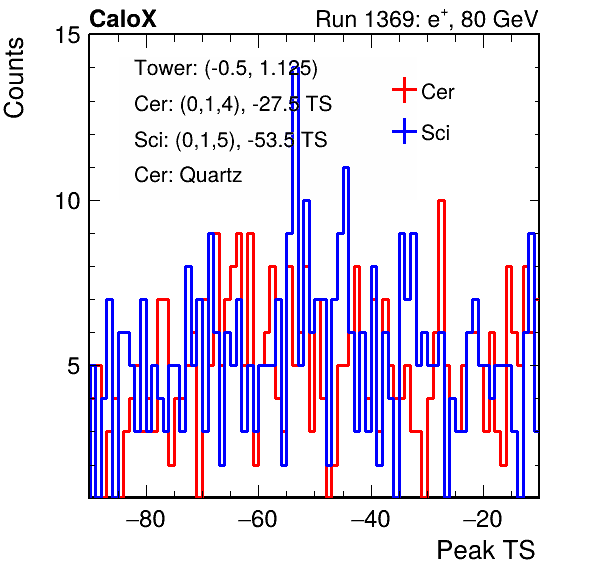 CaloX Run 1369: e+, 80 GeV
Counts
15
Tower: (-0.5, 1.125)
Cer: (0,1,4), -27.5 TS
Sci: (0,1,5), -53.5 TS
Cer: Quartz
Cer
Sci
10
5
−80 −60 −40 −20
Peak TS